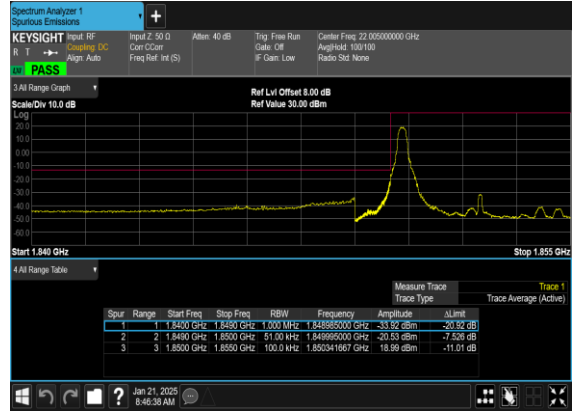 Spectrum Analyzer 1
Spurious Emissions
KEYSIGHT
R T
Input: RF
Coupling: DC
Align: Auto
Input Z: 50 Ω
Corr CCorr
Freq Ref: Int (S)
Atten: 40 dB
Trig: Free Run
Gate: Off
IF Gain: Low
Center Freq: 22.005000000 GHz
Avg|Hold: 100/100
Radio Std: None
PASS
3 All Range Graph
Scale/Div 10.0 dB
Ref Lvl Offset 8.00 dB
Ref Value 30.00 dBm
Log
20.0
10.0
0.00
-10.0
-20.0
-30.0
-40.0
-50.0
-60.0
Start 1.840 GHz
Stop 1.855 GHz
4 All Range Table
Measure Trace Trace 1
Trace Type Trace Average (Active)
Spur Range Start Freq Stop Freq RBW Frequency Amplitude ΔLimit
1 1 1.8400 GHz 1.8490 GHz 1.000 MHz 1.848985000 GHz -33.92 dBm -20.92 dB
2 2 1.8490 GHz 1.8500 GHz 51.00 kHz 1.849995000 GHz -20.53 dBm -7.526 dB
3 3 1.8500 GHz 1.8550 GHz 100.0 kHz 1.850341667 GHz 18.99 dBm -11.01 dB
Jan 21, 2025
8:46:38 AM